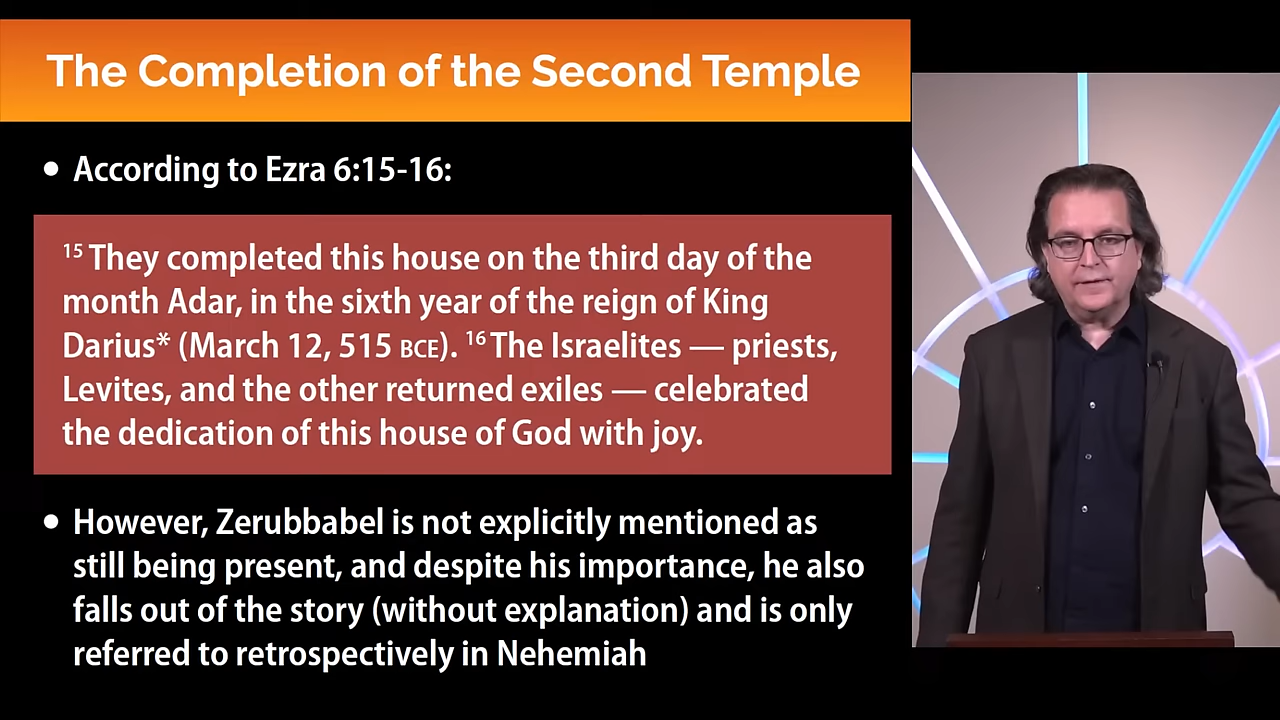 The Completion of the Second Temple
• According to Ezra 6:15-16:
15 They completed this house on the third day of the
month Adar, in the sixth year of the reign of King
Darius* (March 12, 515 BCE). 16 The Israelites — priests,
Levites, and the other returned exiles — celebrated
the dedication of this house of God with joy.
• However, Zerubbabel is not explicitly mentioned as
still being present, and despite his importance, he also
falls out of the story (without explanation) and is only
referred to retrospectively in Nehemiah